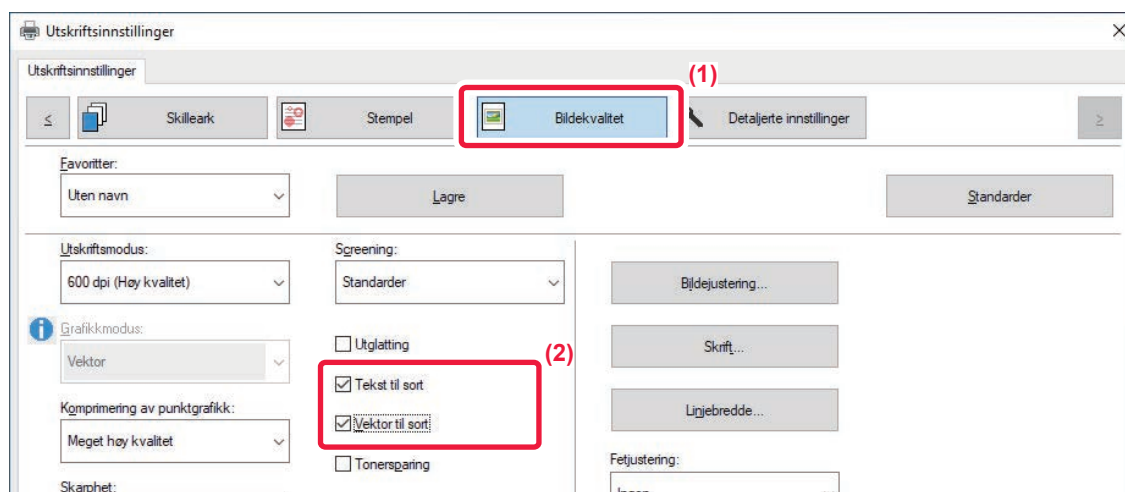 Utskriftsinnstillinger
Utskriftsinnstillinger
(1)
< Skilleark Stempel Bildekvalitet Detaljerte innstillinger >
Favoritter:
Uten navn Lagre Standarder
Utskriftsmodus: Screening:
600 dpi (Høy kvalitet) Standarder Bildejustering...
Grafikkmodus:
Vektor Utglatting Skrift...
(2)
Tekst til sort
Komprimering av punktgrafikk: Vektor til sort Linjebredde...
Meget høy kvalitet
Tonersparing Fetjustering:
Skarphet: Ingen